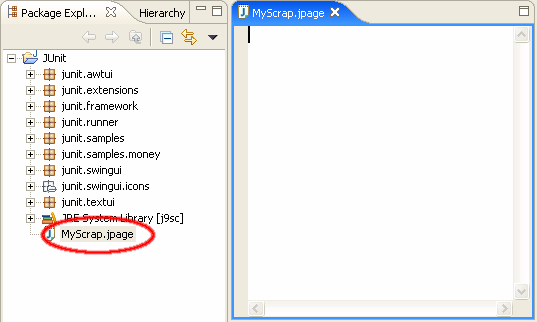 Package Expl...
Hierarchy
JUnit
junit.awtui
junit.extensions
junit.framework
junit.runner
junit.samples
junit.samples.money
junit.swingui
junit.swingui.icons
junit.textui
JRE System Library [j9sc]
MyScrap.jpage
MyScrap.jpage